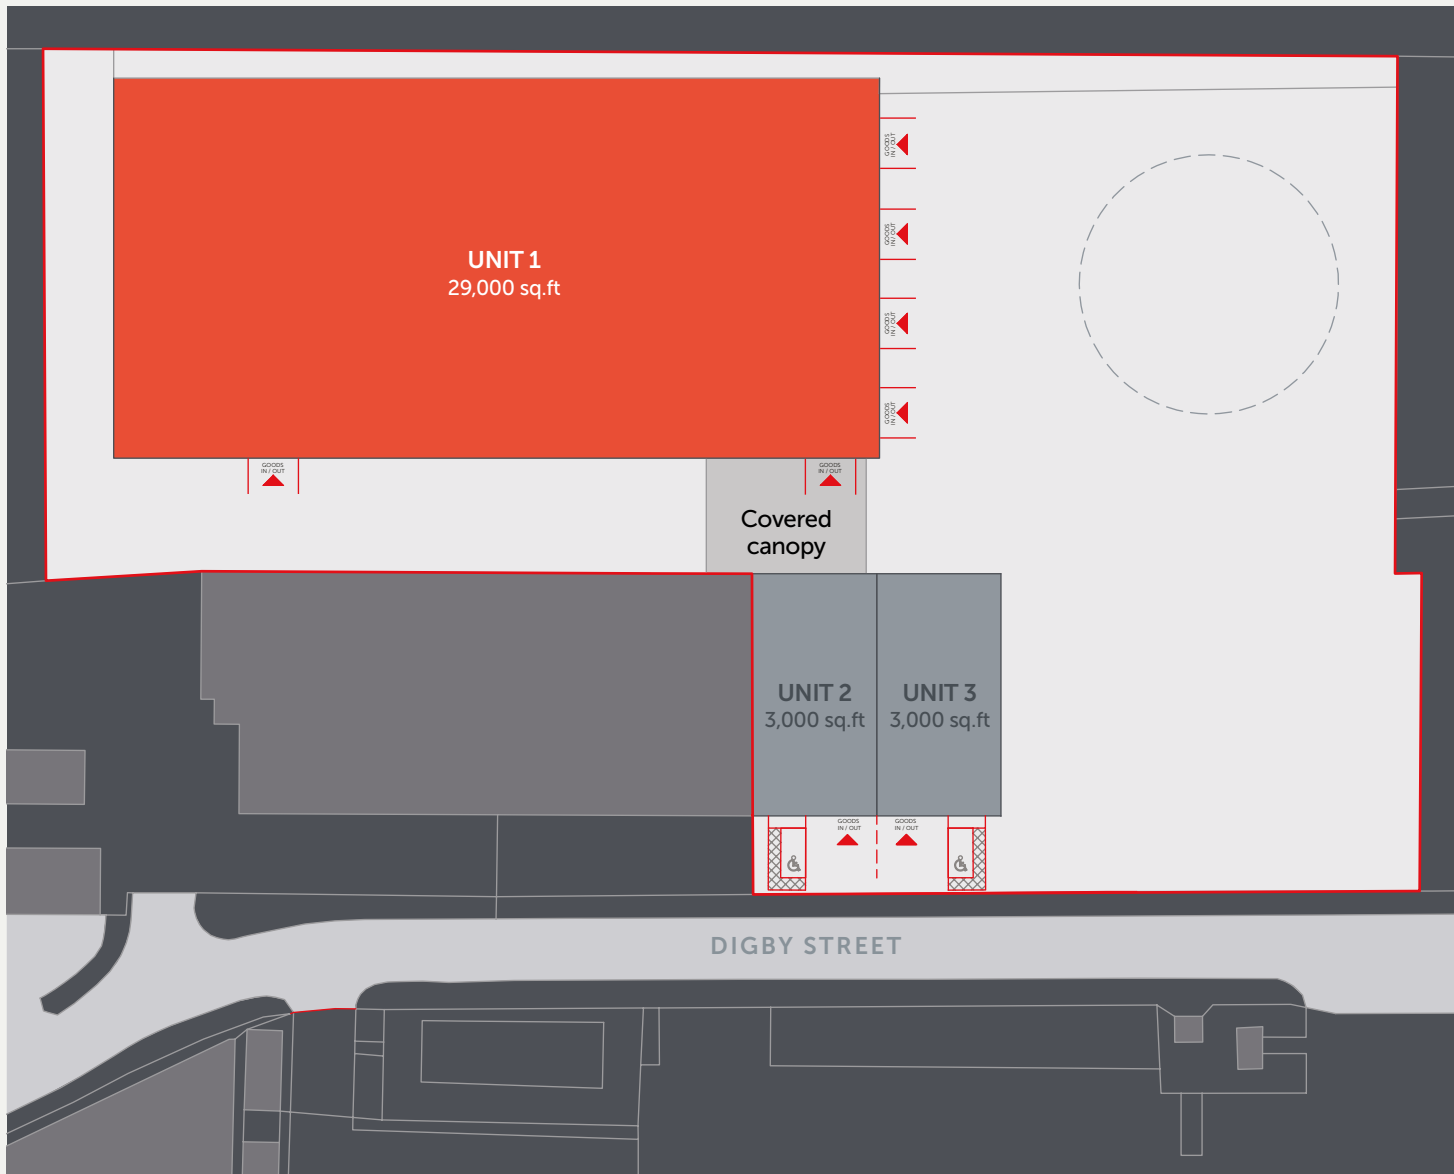 GOODS
IN / OUT
GOODS
IN / OUT
GOODS
IN / OUT
GOODS
IN / OUT
UNIT 1
29,000 sq.ft
GOODS
IN / OUT
GOODS
IN / OUT
Covered
canopy
UNIT 2
3,000 sq.ft
UNIT 3
3,000 sq.ft
GOODS
IN / OUT
GOODS
IN / OUT
DIGBY STREET